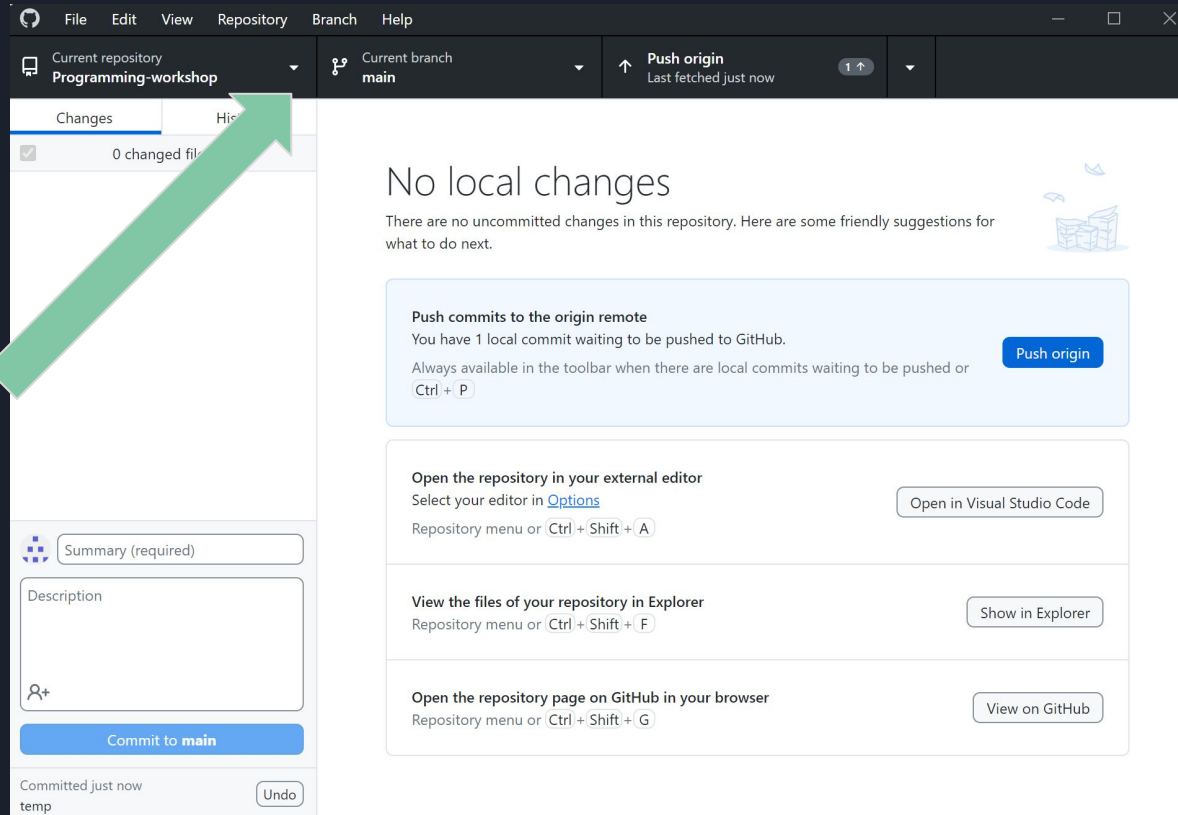 File Edit View Repository Branch Help
Current repository
Programming-workshop
Current branch
main
Push origin
Last fetched just now
1
Changes
0 changed
No local changes
There are no uncommitted changes in this repository. Here are some friendly suggestions for
what to do next.
Push commits to the origin remote
You have 1 local commit waiting to be pushed to GitHub.
Always available in the toolbar when there are local commits waiting to be pushed or
Ctrl + P
Push origin
Open the repository in your external editor
Select your editor in Options
Repository menu or Ctrl + Shift + A
Open in Visual Studio Code
View the files of your repository in Explorer
Repository menu or Ctrl + Shift + F
Show in Explorer
Open the repository page on GitHub in your browser
Repository menu or Ctrl + Shift + G
View on GitHub
Summary (required)
Description
Commit to main
Committed just now
temp
Undo